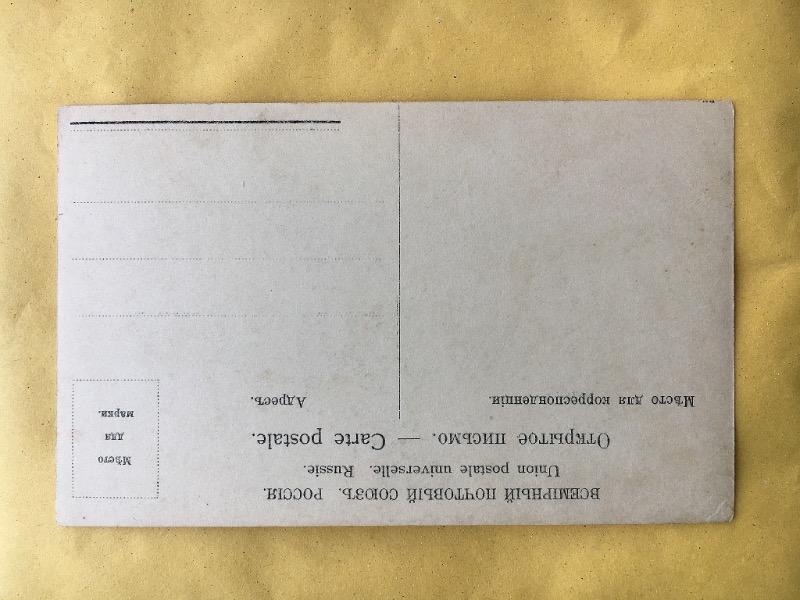 ВСЕМІРНЫЙ ПОЧТОВЫЙ СОЮЗЪ. РОССІЯ.
Union postale universelle. Russie.
Открытое письмо. — Carte postale.
Мѣсто для корреспонденціи.
Адресъ.
Мѣсто
для
марки.